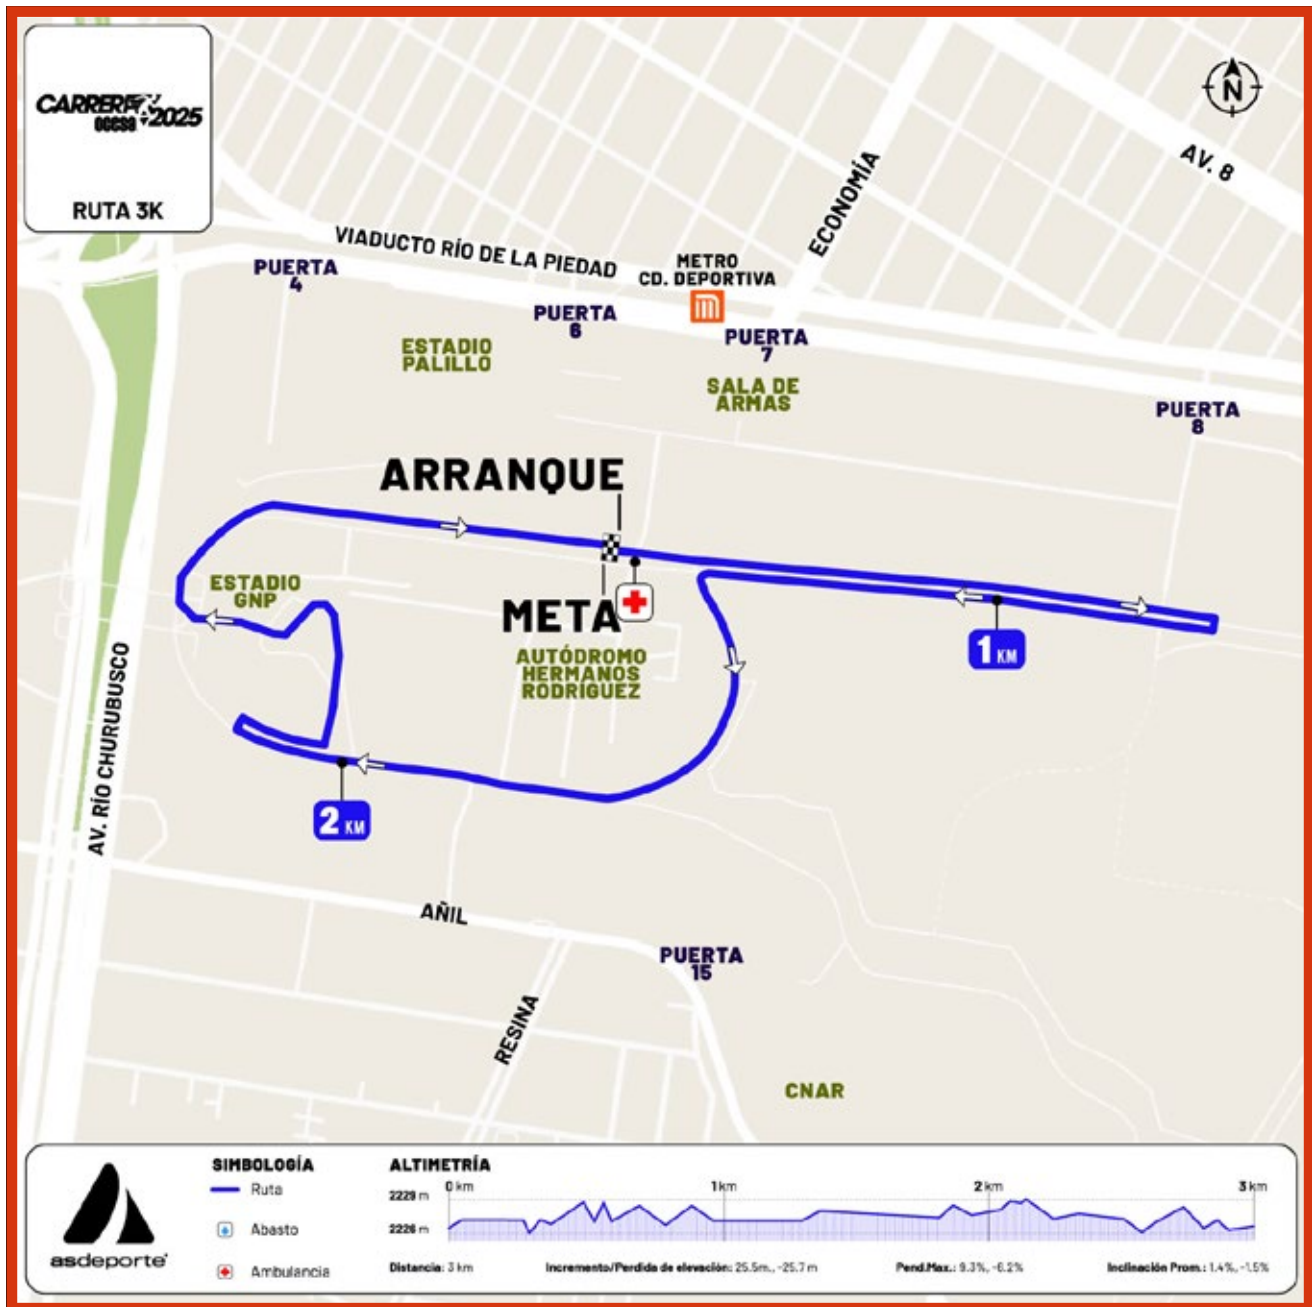 CARRERA 2025
ocesa
RUTA 3K
N
AV. 8
ECONOMÍA
VIADUCTO RÍO DE LA PIEDAD
METRO
CD. DEPORTIVA
PUERTA
4
PUERTA
6
PUERTA
7
ESTADIO
PALILLO
SALA DE
ARMAS
PUERTA
8
ARRANQUE
ESTADIO
GNP
META
1 KM
AUTÓDROMO
HERMANOS
RODRÍGUEZ
AV. RÍO CHURUBUSCO
2 KM
AÑIL
PUERTA
15
RESINA
CNAR
SIMBOLOGÍA
Ruta
Abasto
Ambulancia
asdeporte
ALTIMETRÍA
0 km 1 km 2 km 3 km
2229 m
2226 m
Distancia: 3 km Incremento/Perdida de elevación: 25.5m., -25.7 m Pend.Max.: 9.3%, -6.2% Inclinación Prom.: 1.4%, -1.5%